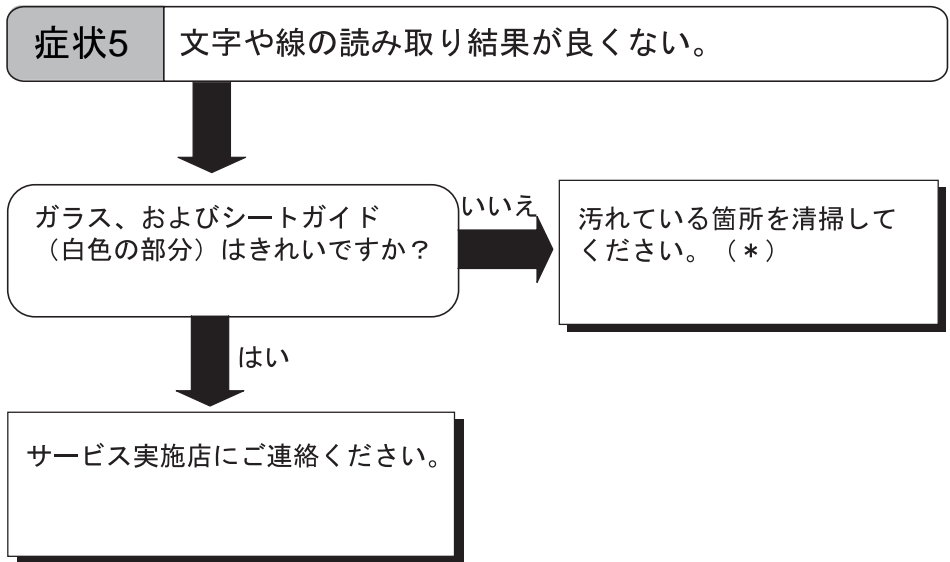 症状5 文字や線の読み取り結果が良くない。
ガラス、およびシートガイド
（白色の部分）はきれいですか？
いいえ
汚れている箇所を清掃して
ください。（＊）
はい
サービス実施店にご連絡ください。